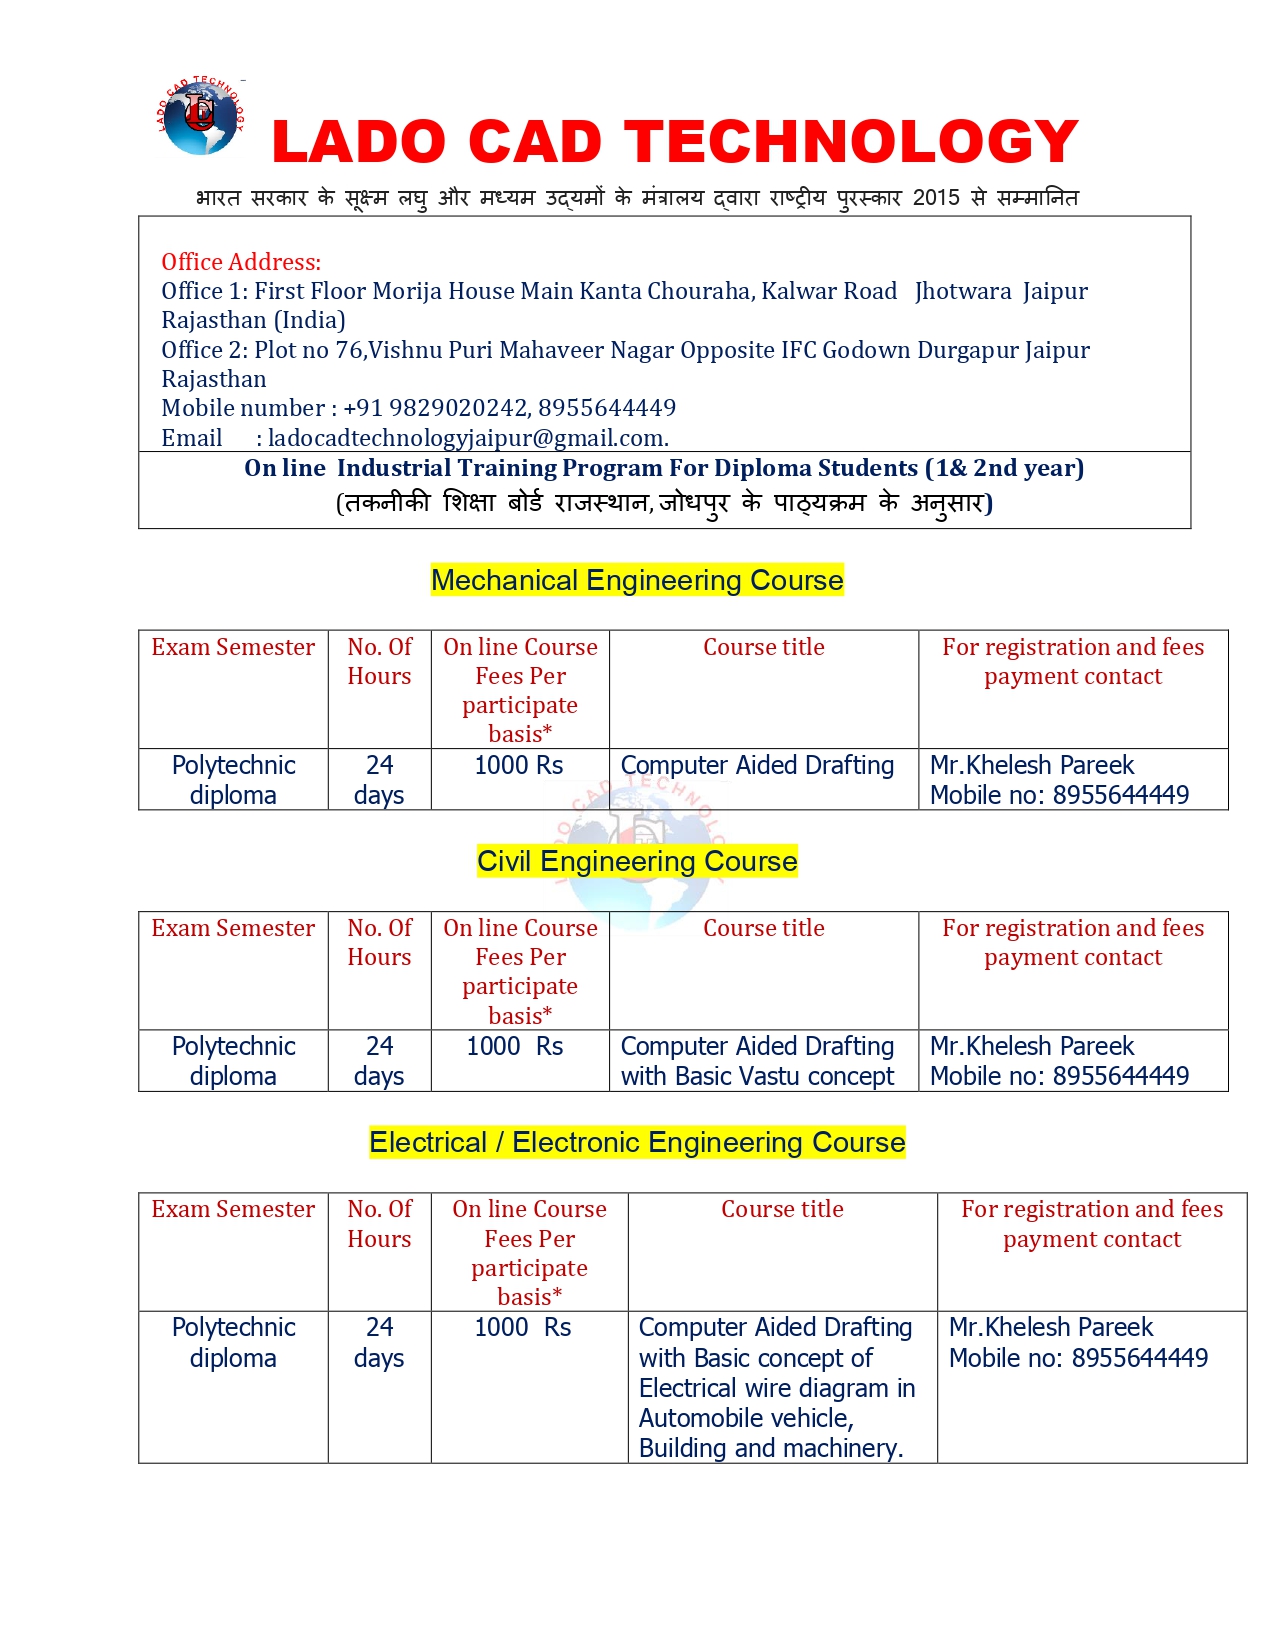 LADO CAD TECHNOLOGY
LADO CAD TECHNOLOGY
भारत सरकार के सूक्ष्म लघु और मध्यम उद्यमों के मंत्रालय द्वारा राष्ट्रीय पुरस्कार 2015 से सम्मानित
Office Address:
Office 1: First Floor Morija House Main Kanta Chouraha, Kalwar Road Jhotwara Jaipur
Rajasthan (India)
Office 2: Plot no 76,Vishnu Puri Mahaveer Nagar Opposite IFC Godown Durgapur Jaipur
Rajasthan
Mobile number : +91 9829020242, 8955644449
Email : ladocadtechnologyjaipur@gmail.com.
On line Industrial Training Program For Diploma Students (1& 2nd year)
(तकनीकी शिक्षा बोर्ड राजस्थान, जोधपुर के पाठ्यक्रम के अनुसार)
Mechanical Engineering Course
Exam Semester No. Of On line Course Course title For registration and fees
Hours Fees Per payment contact
participate
basis*
Polytechnic 24 1000 Rs Computer Aided Drafting Mr.Khelesh Pareek
diploma days Mobile no: 8955644449
LADO CAD TECHNOLOGY
Civil Engineering Course
Exam Semester No. Of On line Course Course title For registration and fees
Hours Fees Per payment contact
participate
basis*
Polytechnic 24 1000 Rs Computer Aided Drafting Mr.Khelesh Pareek
diploma days with Basic Vastu concept Mobile no: 8955644449
Electrical / Electronic Engineering Course
Exam Semester No. Of On line Course Course title For registration and fees
Hours Fees Per payment contact
participate
basis*
Polytechnic 24 1000 Rs Computer Aided Drafting Mr.Khelesh Pareek
diploma days with Basic concept of Mobile no: 8955644449
Electrical wire diagram in
Automobile vehicle,
Building and machinery.